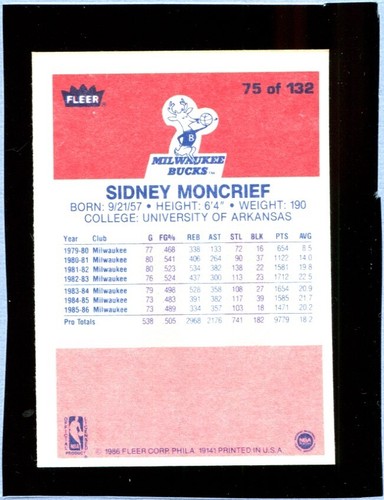 FLEER
75 of 132
B
MILWAUKEE
BUCKS
SIDNEY MONCRIEF
BORN: 9/21/57 • HEIGHT: 6'4" • WEIGHT: 190
COLLEGE: UNIVERSITY OF ARKANSAS
Year Club G FG% REB AST STL BLK PTS AVG
1979-80 Milwaukee 77 468 338 133 72 16 654 8.5
1980-81 Milwaukee 80 541 406 264 90 37 1122 14.0
1981-82 Milwaukee 80 523 534 382 138 22 1581 19.8
1982-83 Milwaukee 76 524 437 300 113 23 1712 22.5
1983-84 Milwaukee 79 498 528 358 108 27 1654 20.9
1984-85 Milwaukee 73 483 391 382 117 39 1585 21.7
1985-86 Milwaukee 73 489 334 357 103 18 1471 20.2
Pro Totals 538 505 2968 2176 741 182 9779 18.2
NBA
NBA
© 1986 FLEER CORP. PHILA. 19141 PRINTED IN U.S.A.